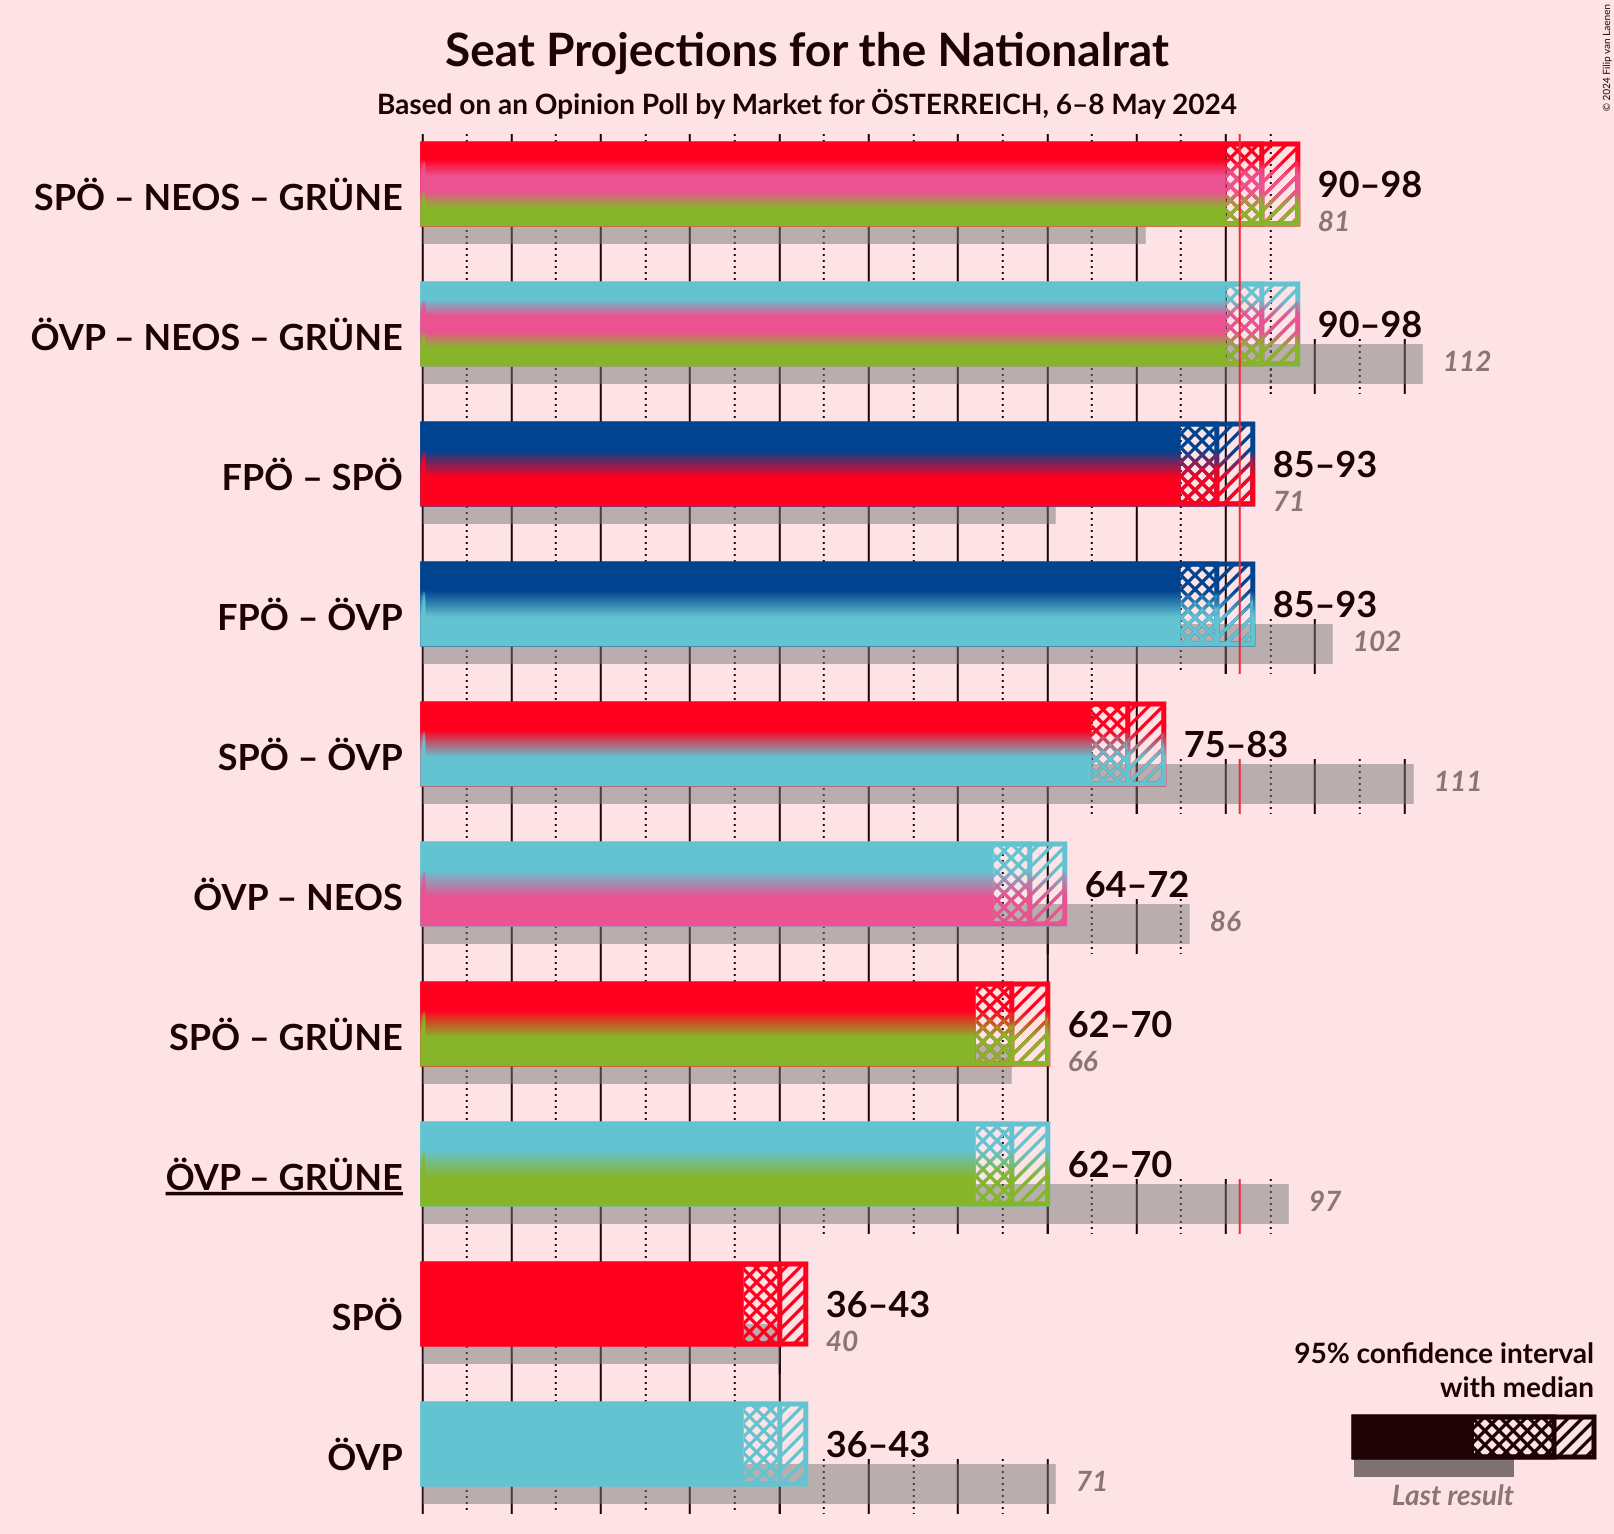 Seat Projections for the Nationalrat
Based on an Opinion Poll by Market for ÖSTERREICH, 6–8 May 2024
© 2024 Filip van Laenen
SPÖ – NEOS – GRÜNE
90–98
81
ÖVP – NEOS – GRÜNE
90–98
112
FPÖ – SPÖ
85–93
71
FPÖ – ÖVP
85–93
102
SPÖ – ÖVP
75–83
111
ÖVP – NEOS
64–72
86
SPÖ – GRÜNE
62–70
66
ÖVP – GRÜNE
62–70
97
SPÖ
36–43
40
ÖVP
36–43
71
95% confidence interval
with median
Last result